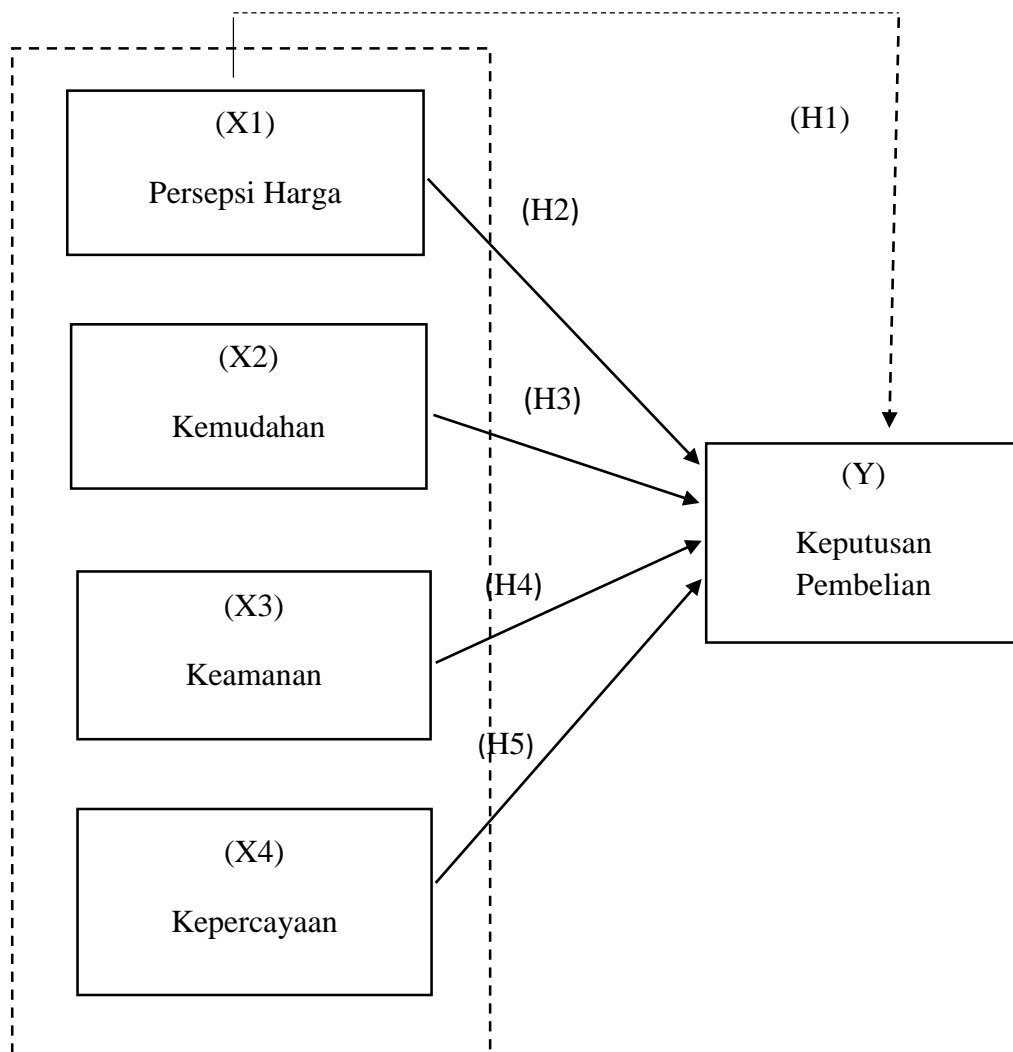 (X1)
Persepsi Harga
(H1)
(H2)
(X2)
Kemudahan
(H3)
(Y)
Keputusan
Pembelian
(X3)
Keamanan
(H4)
(H5)
(X4)
Kepercayaan